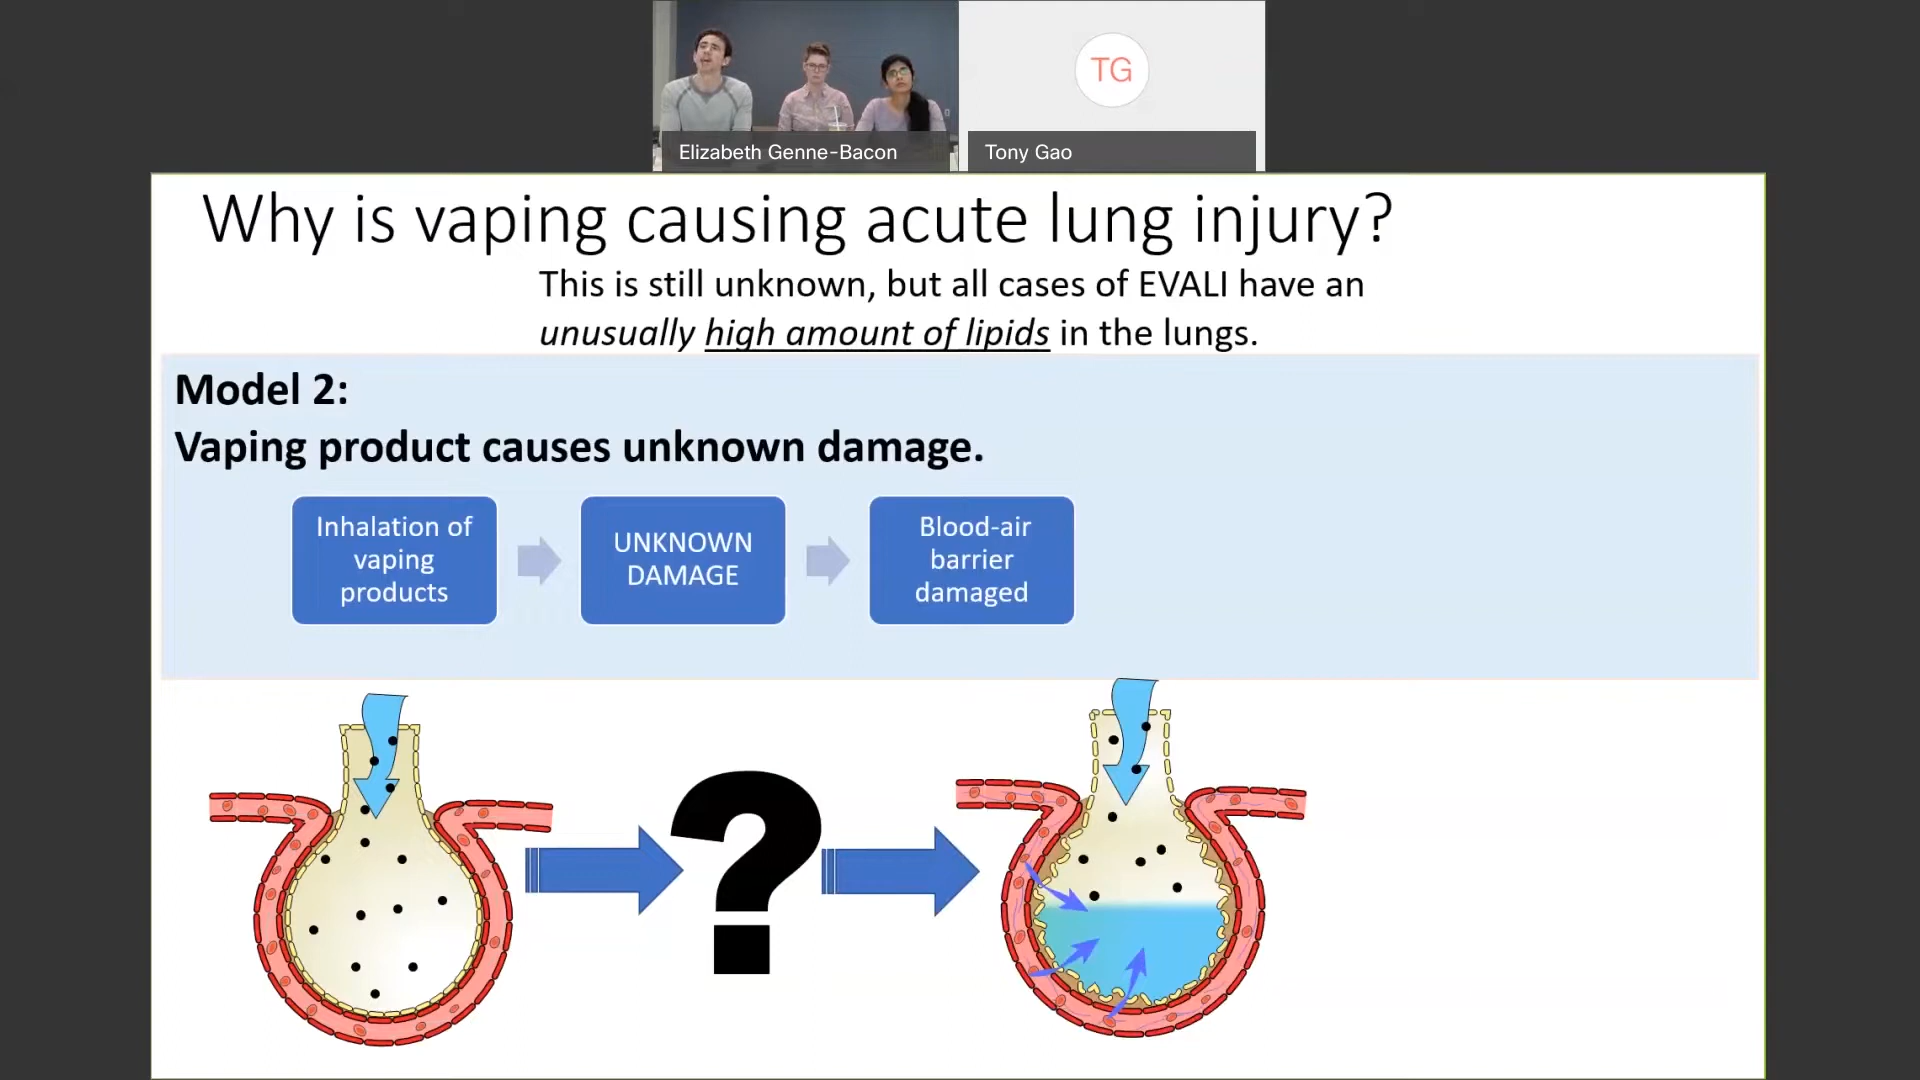 TG
Elizabeth Genne-Bacon
Tony Gao
Why is vaping causing acute lung injury?
This is still unknown, but all cases of EVALI have an
unusually high amount of lipids in the lungs.
Model 2:
Vaping product causes unknown damage.
Inhalation of
vaping
products
UNKNOWN
DAMAGE
Blood-air
barrier
damaged
?